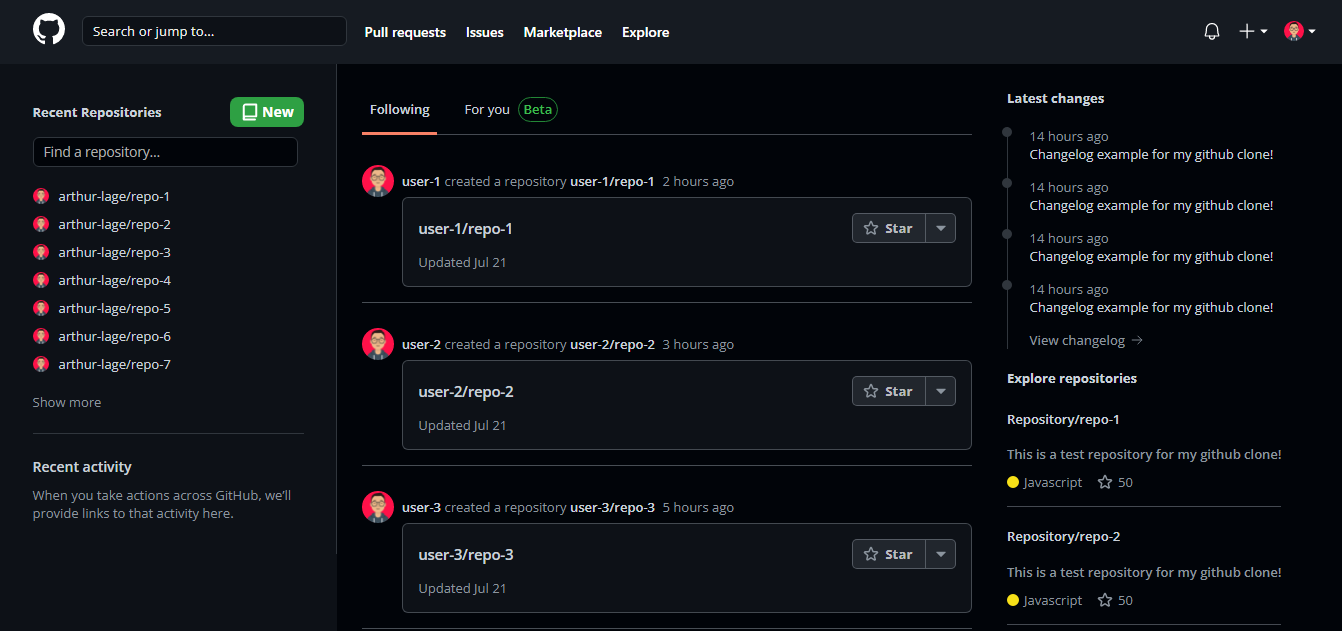 Search or jump to...
Pull requests
Issues
Marketplace
Explore
Recent Repositories
New
Find a repository...
arthur-lage/repo-1
arthur-lage/repo-2
arthur-lage/repo-3
arthur-lage/repo-4
arthur-lage/repo-5
arthur-lage/repo-6
arthur-lage/repo-7
Show more
Recent activity
When you take actions across GitHub, we'll
provide links to that activity here.
Following
For you Beta
user-1 created a repository user-1/repo-1 2 hours ago
user-1/repo-1
Star
Updated Jul 21
user-2 created a repository user-2/repo-2 3 hours ago
user-2/repo-2
Star
Updated Jul 21
user-3 created a repository user-3/repo-3 5 hours ago
user-3/repo-3
Star
Updated Jul 21
Latest changes
14 hours ago
Changelog example for my github clone!
14 hours ago
Changelog example for my github clone!
14 hours ago
Changelog example for my github clone!
14 hours ago
Changelog example for my github clone!
View changelog →
Explore repositories
Repository/repo-1
This is a test repository for my github clone!
Javascript 50
Repository/repo-2
This is a test repository for my github clone!
Javascript 50